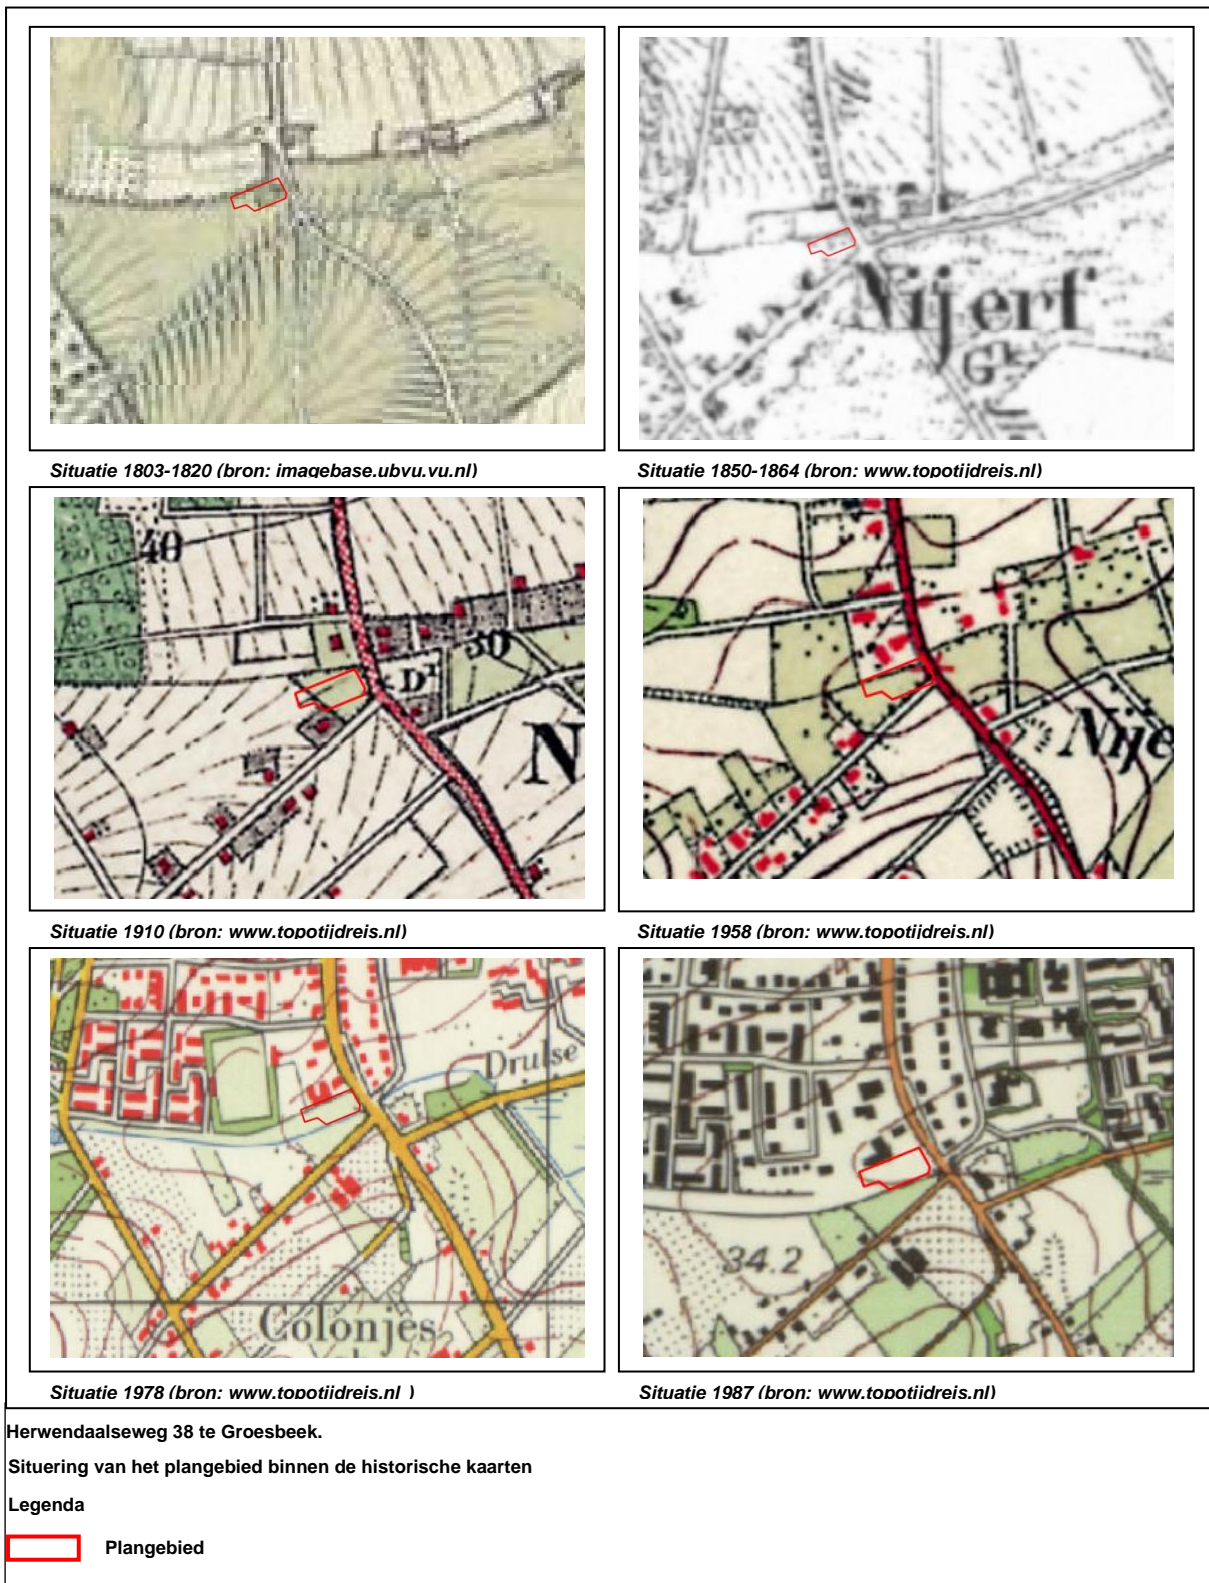 Nijerf
Gk
Situatie 1803-1820 (bron: imagebase.ubvu.vu.nl)
Situatie 1850-1864 (bron: www.topotijdreis.nl)
40
30
N
Nije
Situatie 1910 (bron: www.topotijdreis.nl)
Situatie 1958 (bron: www.topotijdreis.nl)
Drulse
Colonjes
34.2
Situatie 1978 (bron: www.topotijdreis.nl )
Situatie 1987 (bron: www.topotijdreis.nl)
Herwendaalseweg 38 te Groesbeek.
Situering van het plangebied binnen de historische kaarten
Legenda
Plangebied